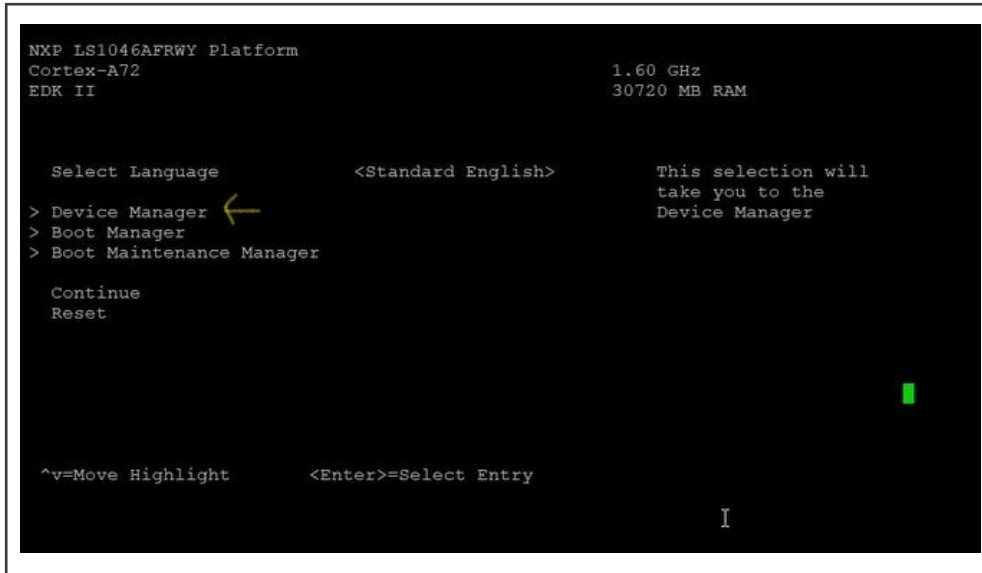 NXP LS1046AFRWY Platform
Cortex-A72 1.60 GHz
EDK II 30720 MB RAM
Select Language <Standard English> This selection will
take you to the
> Device Manager Device Manager
> Boot Manager
> Boot Maintenance Manager
Continue
Reset
^v=Move Highlight <Enter>=Select Entry